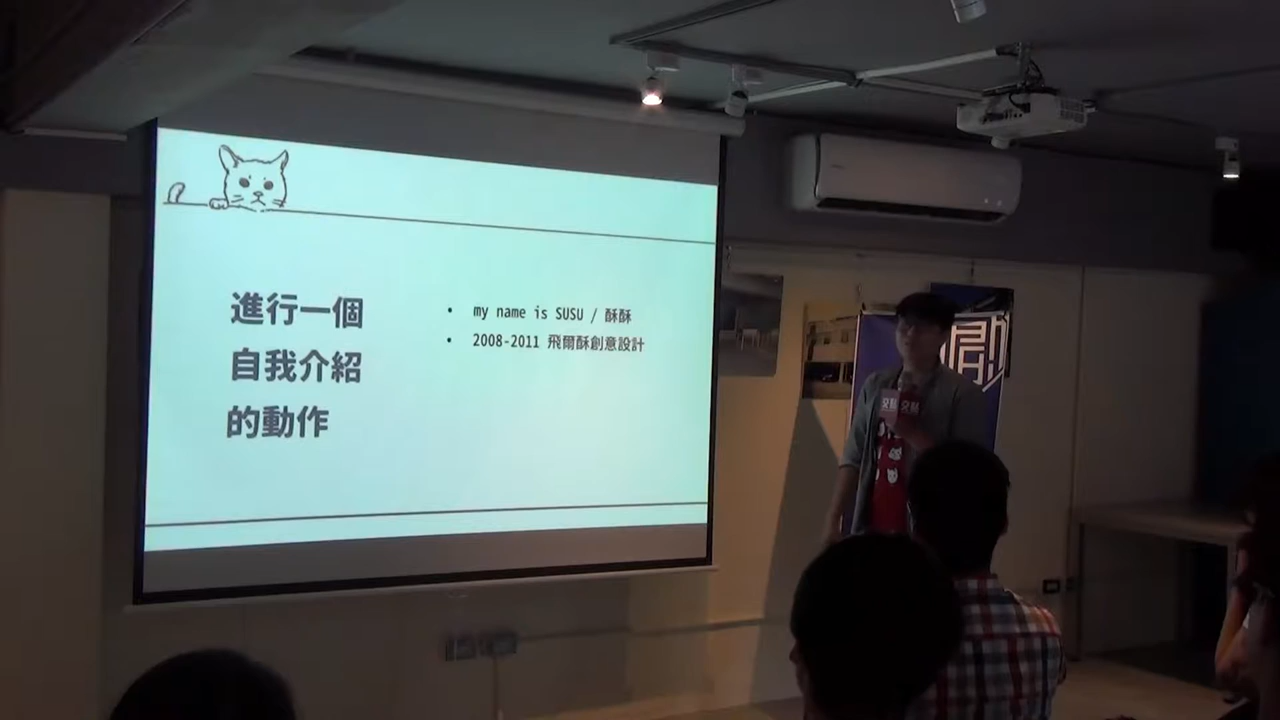 進行一個
自我介紹
的動作
• my name is SUSU / 酥酥
• 2008-2011 飛爾酥創意設計